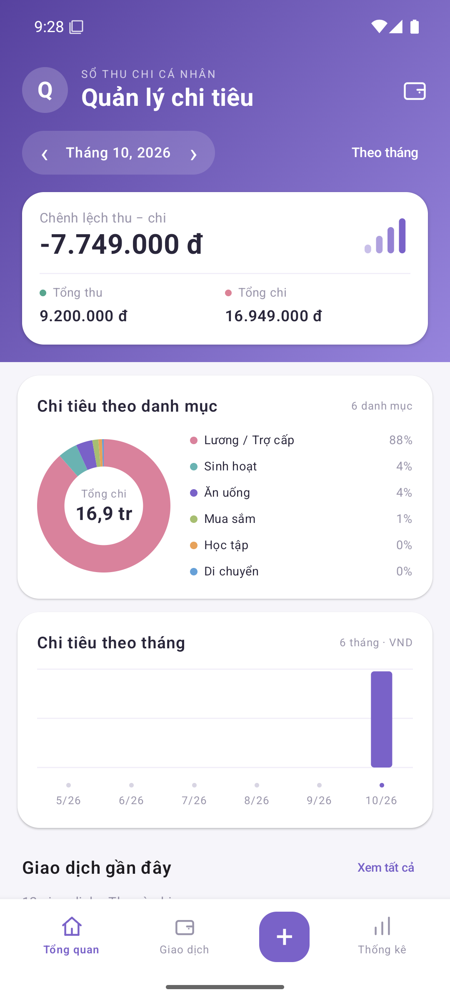 9:28
SỔ THU CHI CÁ NHÂN
Q
Quản lý chi tiêu
‹ Tháng 10, 2026 ›
Theo tháng
Chênh lệch thu – chi
-7.749.000 đ
Tổng thu
Tổng chi
9.200.000 đ
16.949.000 đ
Chi tiêu theo danh mục
6 danh mục
Tổng chi
16,9 tr
Lương / Trợ cấp 88%
Sinh hoạt 4%
Ăn uống 4%
Mua sắm 1%
Học tập 0%
Di chuyển 0%
Chi tiêu theo tháng
6 tháng · VND
5/26 6/26 7/26 8/26 9/26 10/26
Giao dịch gần đây
Xem tất cả
Tổng quan
Giao dịch
+
Thống kê